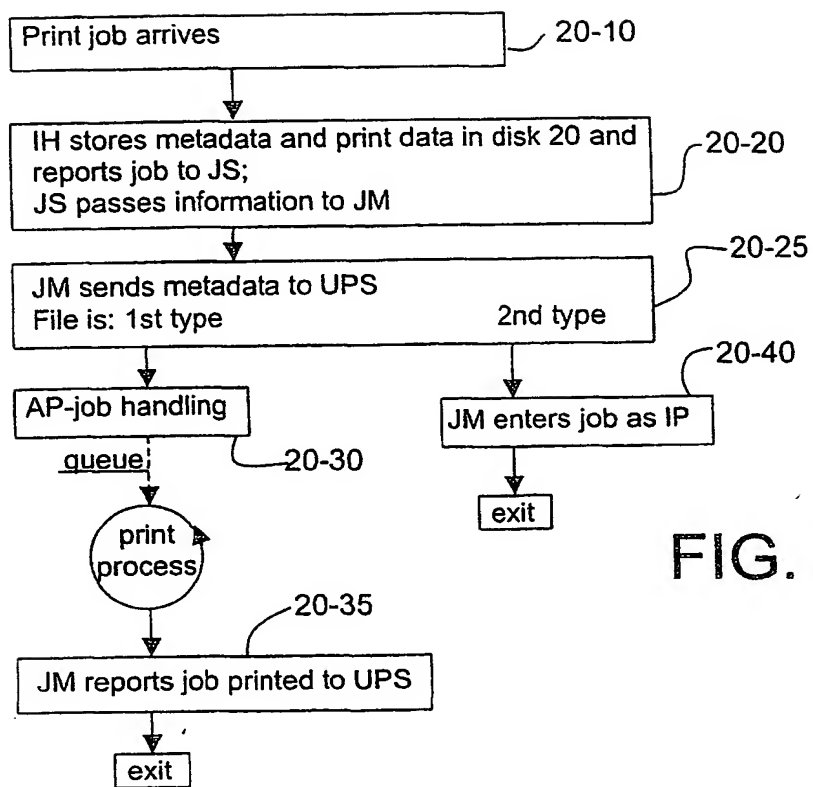 Print job arrives
20-10
IH stores metadata and print data in disk 20 and
reports job to JS;
JS passes information to JM
20-20
20-25
JM sends metadata to UPS
File is: 1st type 2nd type
20-40
AP-job handling
JM enters job as IP
queue
20-30
exit
print
process
FIG.
20-35
JM reports job printed to UPS
exit